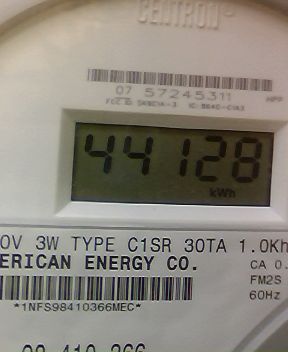 CENTRON
07 57245311
44128
kWh
0V 3W TYPE C1SR 30TA 1.0Kh
ERICAN ENERGY CO.
CA 0.
FM2S
60Hz
*1NFS98410366MEC*